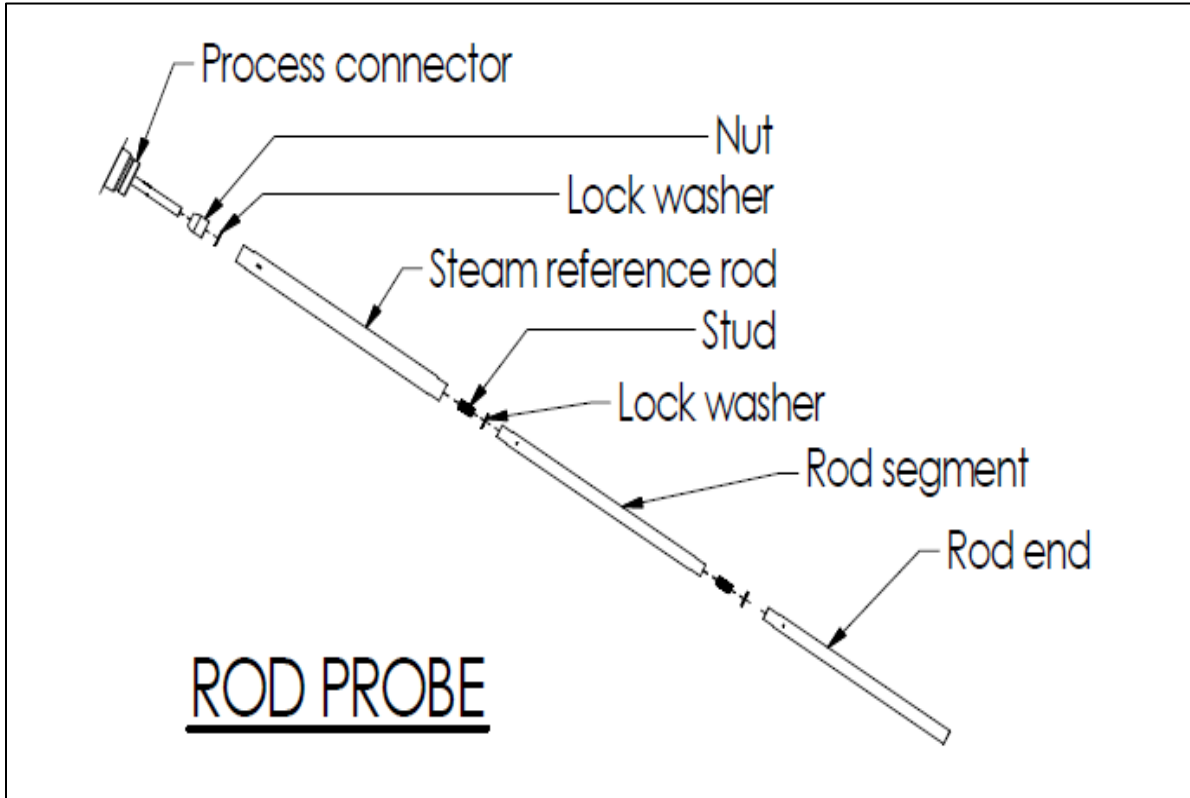 Process connector
Nut
Lock washer
Steam reference rod
Stud
Lock washer
Rod segment
Rod end
ROD PROBE